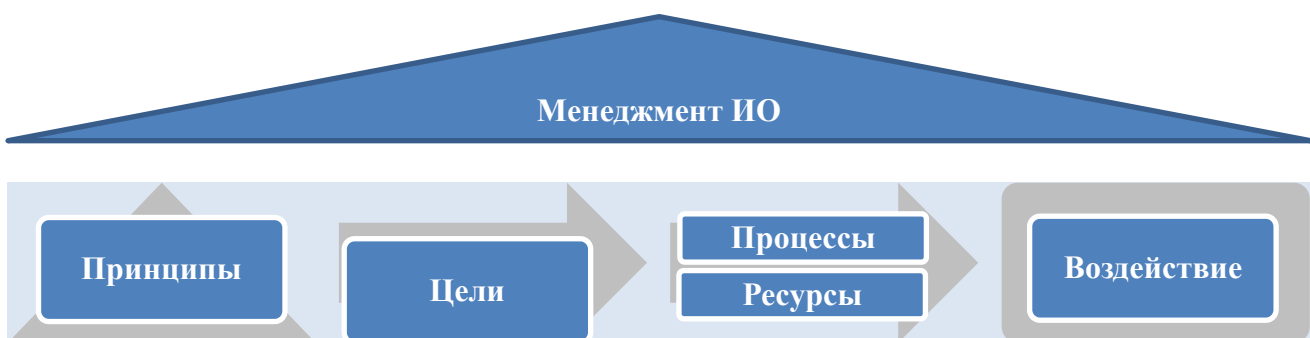 Менеджмент ИО
Принципы
Цели
Процессы
Ресурсы
Воздействие